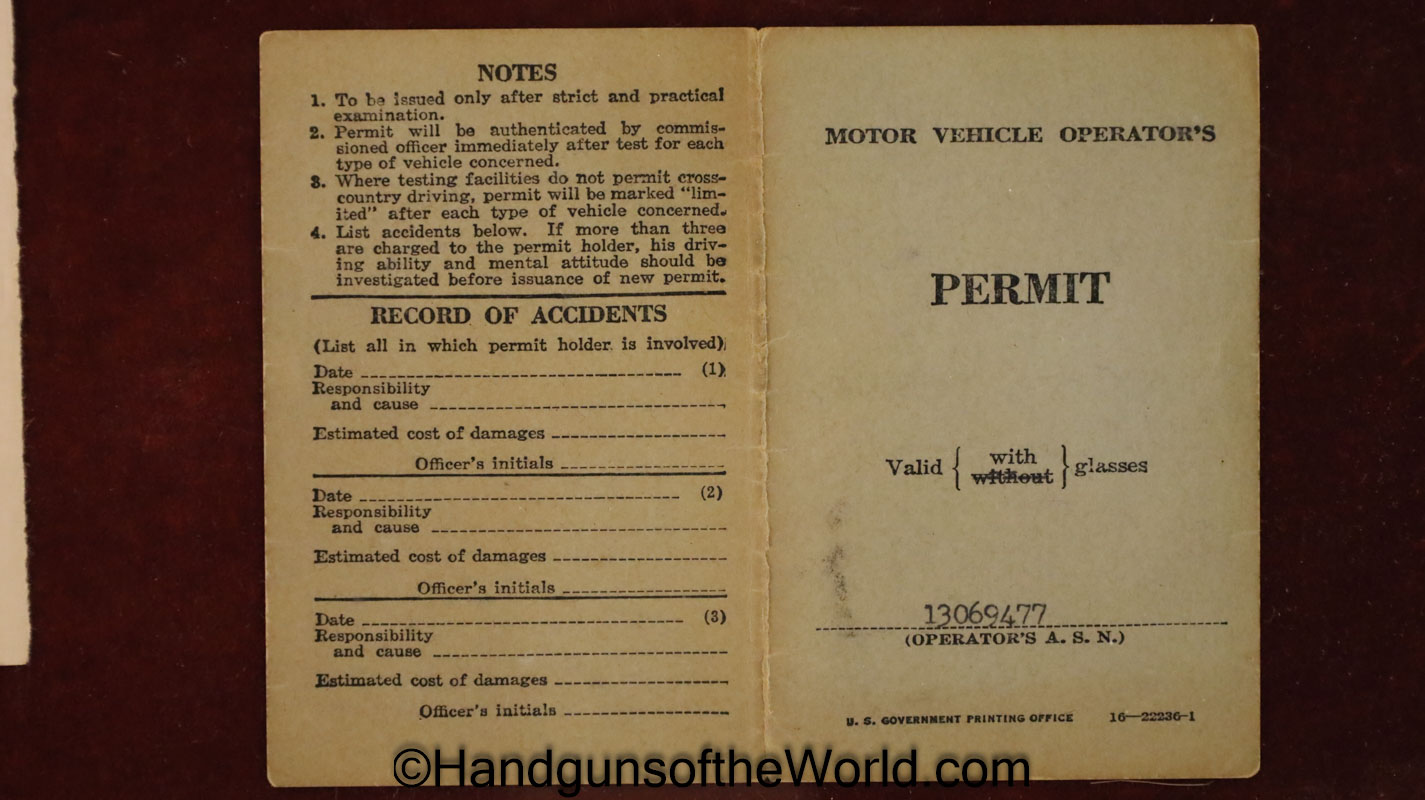 NOTES
1. To be issued only after strict and practical
examination.
2. Permit will be authenticated by commis-
sioned officer immediately after test for each
type of vehicle concerned.
3. Where testing facilities do not permit cross-
country driving, permit will be marked "lim-
ited" after each type of vehicle concerned.
4. List accidents below. If more than three
are charged to the permit holder, his driv-
ing ability and mental attitude should be
investigated before issuance of new permit.
RECORD OF ACCIDENTS
(List all in which permit holder is involved)
Date (1)
Responsibility
and cause
Estimated cost of damages
Officer's initials
Date (2)
Responsibility
and cause
Estimated cost of damages
Officer's initials
Date (3)
Responsibility
and cause
Estimated cost of damages
Officer's initials
MOTOR VEHICLE OPERATOR'S
PERMIT
with
Valid { } glasses
without
13069477
(OPERATOR'S A. S. N.)
U. S. GOVERNMENT PRINTING OFFICE 16—22236-1
©HandgunsoftheWorld.com